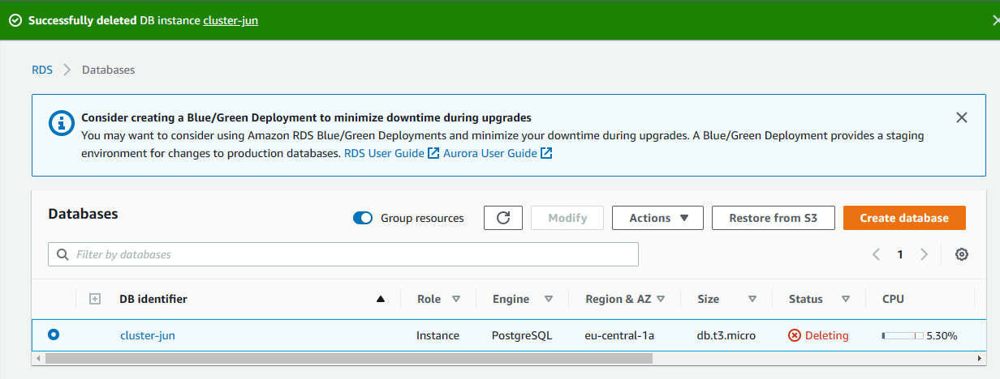 Successfully deleted DB instance cluster-jun
RDS Databases
Consider creating a Blue/Green Deployment to minimize downtime during upgrades
You may want to consider using Amazon RDS Blue/Green Deployments and minimize your downtime during upgrades. A Blue/Green Deployment provides a staging
environment for changes to production databases. RDS User Guide Aurora User Guide
Databases Group resources Modify Actions Restore from S3 Create database
Filter by databases 1
DB identifier Role Engine Region & AZ Size Status CPU
cluster-jun Instance PostgreSQL eu-central-1a db.t3.micro Deleting 5.30%